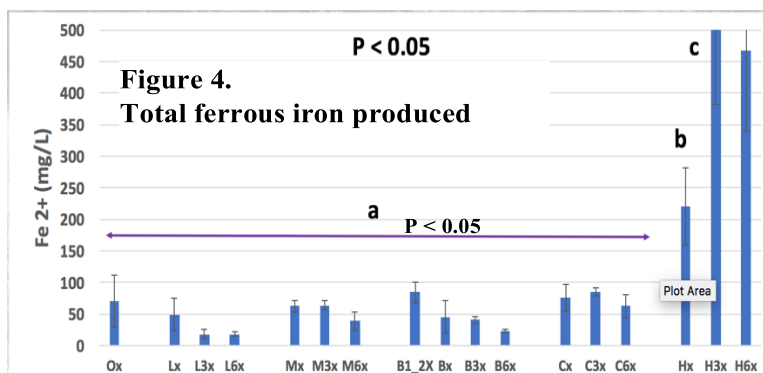 500
P < 0.05
c
450
Figure 4.
400
Total ferrous iron produced
350
b
300
250
a
200
P < 0.05
150
100
Plot Area
50
0
Fe 2+ (mg/L)
Ox Lx L3x L6x Mx M3x M6x B1_2X Bx B3x B6x Cx C3x C6x Hx H3x H6x